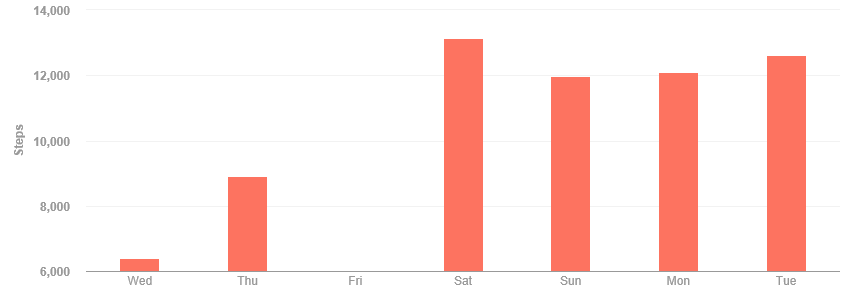 14,000
12,000
10,000
8,000
6,000
Steps
Wed Thu Fri Sat Sun Mon Tue